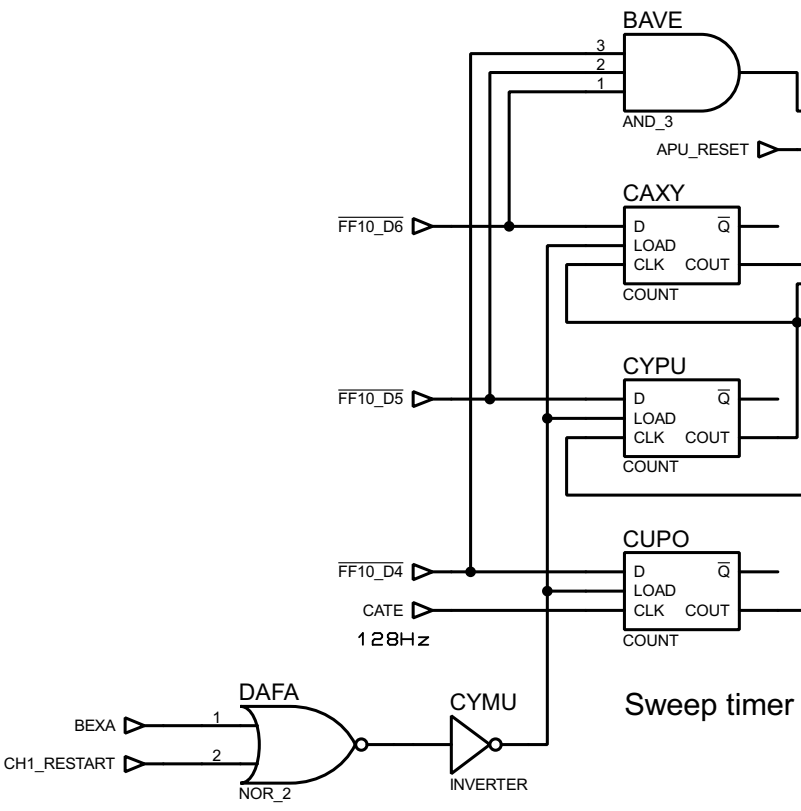 BAVE
3
2
1
AND_3
APU_RESET
CAXY
FF10_D6
D Q
LOAD
CLK COUT
COUNT
CYPU
FF10_D5
D Q
LOAD
CLK COUT
COUNT
CUPO
FF10_D4
D Q
LOAD
CATE
CLK COUT
128Hz
COUNT
DAFA
CYMU
Sweep timer
BEXA
1
CH1_RESTART
2
INVERTER
NOR_2